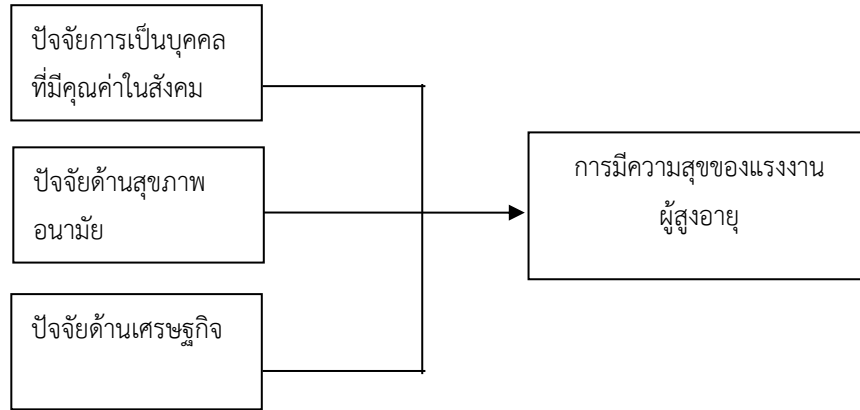 ปัจจัยการเป็นบุคคล
ที่มีคุณค่าในสังคม
ปัจจัยด้านสุขภาพ
อนามัย
ปัจจัยด้านเศรษฐกิจ
การมีความสุขของแรงงาน
ผู้สูงอายุ